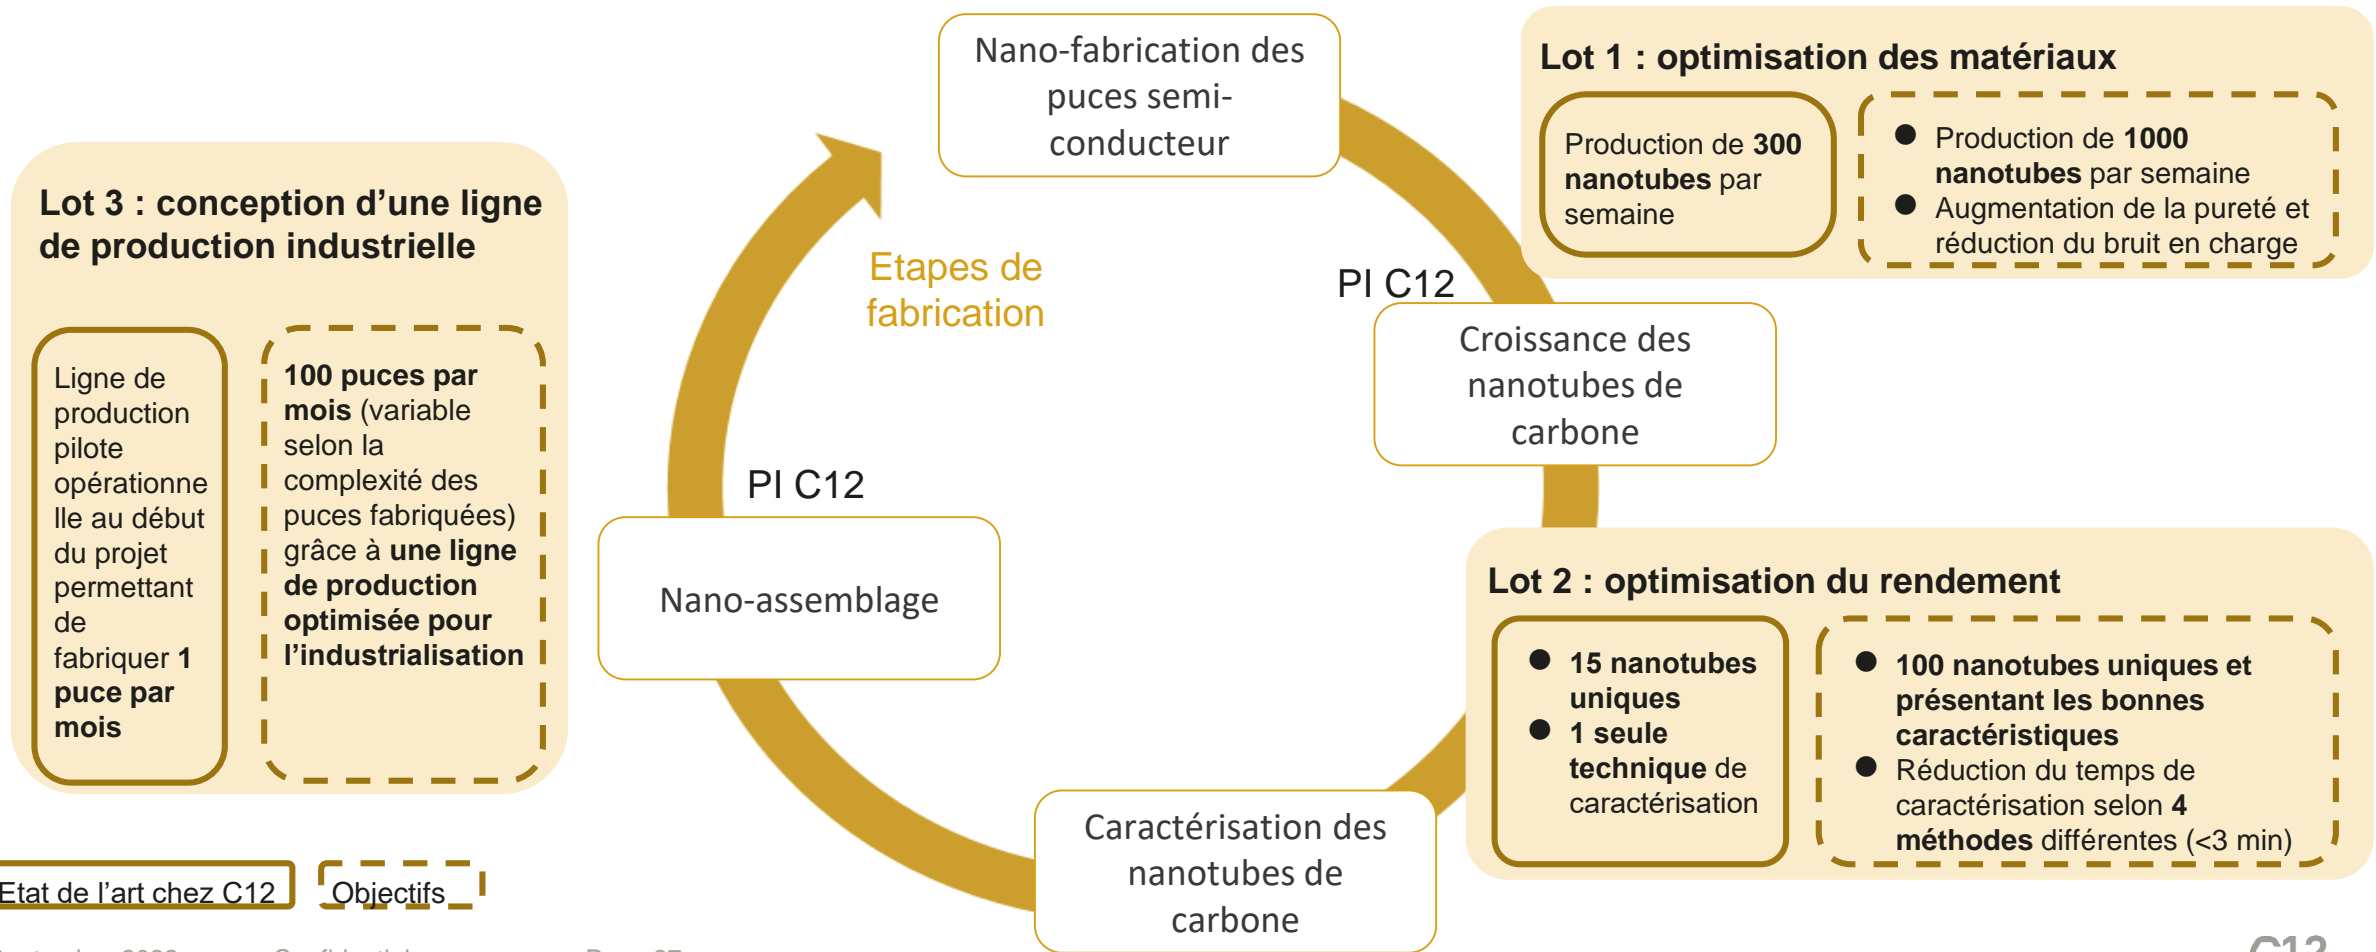 Nano-fabrication des
puces semi-
conducteur
Lot 1 : optimisation des matériaux
Production de 300
nanotubes par
semaine
● Production de 1000
nanotubes par semaine
● Augmentation de la pureté et
réduction du bruit en charge
Lot 3 : conception d’une ligne
de production industrielle
Ligne de
production
pilote
opérationne
lle au début
du projet
permettant
de
fabriquer 1
puce par
mois
100 puces par
mois (variable
selon la
complexité des
puces fabriquées)
grâce à une ligne
de production
optimisée pour
l’industrialisation
Etapes de
fabrication
PI C12
Croissance des
nanotubes de
carbone
PI C12
Nano-assemblage
Lot 2 : optimisation du rendement
● 15 nanotubes
uniques
● 1 seule
technique de
caractérisation
● 100 nanotubes uniques et
présentant les bonnes
caractéristiques
● Réduction du temps de
caractérisation selon 4
méthodes différentes (<3 min)
Caractérisation des
nanotubes de
carbone
Etat de l’art chez C12
Objectifs
C12